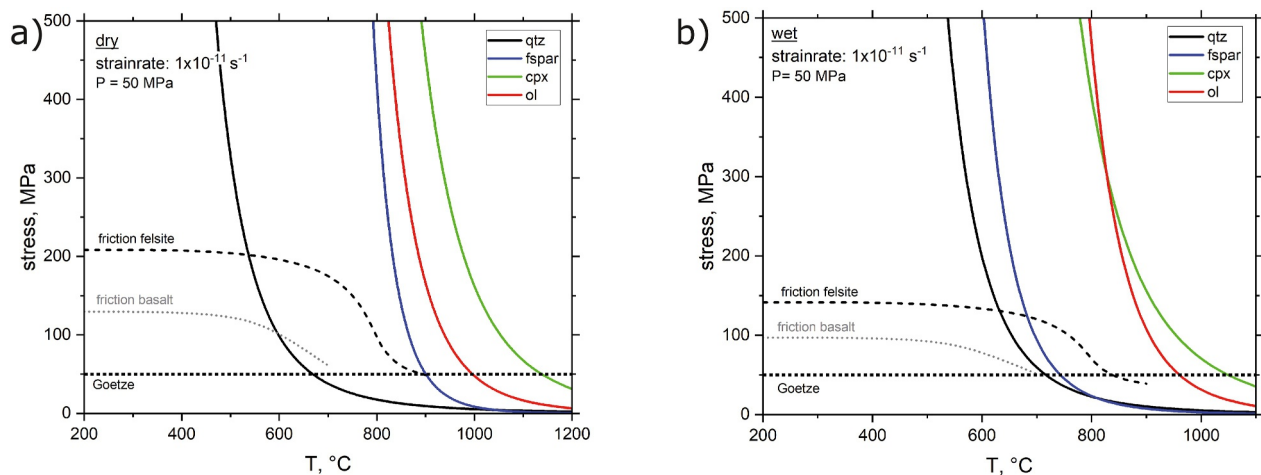 a)
dry
strainrate: 1x10⁻¹¹ s⁻¹
P = 50 MPa
qtz
fspar
cpx
ol
friction felsite
friction basalt
Goetze
stress, MPa
500
400
300
200
100
0
200 400 600 800 1000 1200
T, °C
b)
wet
strainrate: 1x10⁻¹¹ s⁻¹
P= 50 MPa
qtz
fspar
cpx
ol
friction felsite
friction basalt
Goetze
stress, MPa
500
400
300
200
100
0
200 400 600 800 1000
T, °C